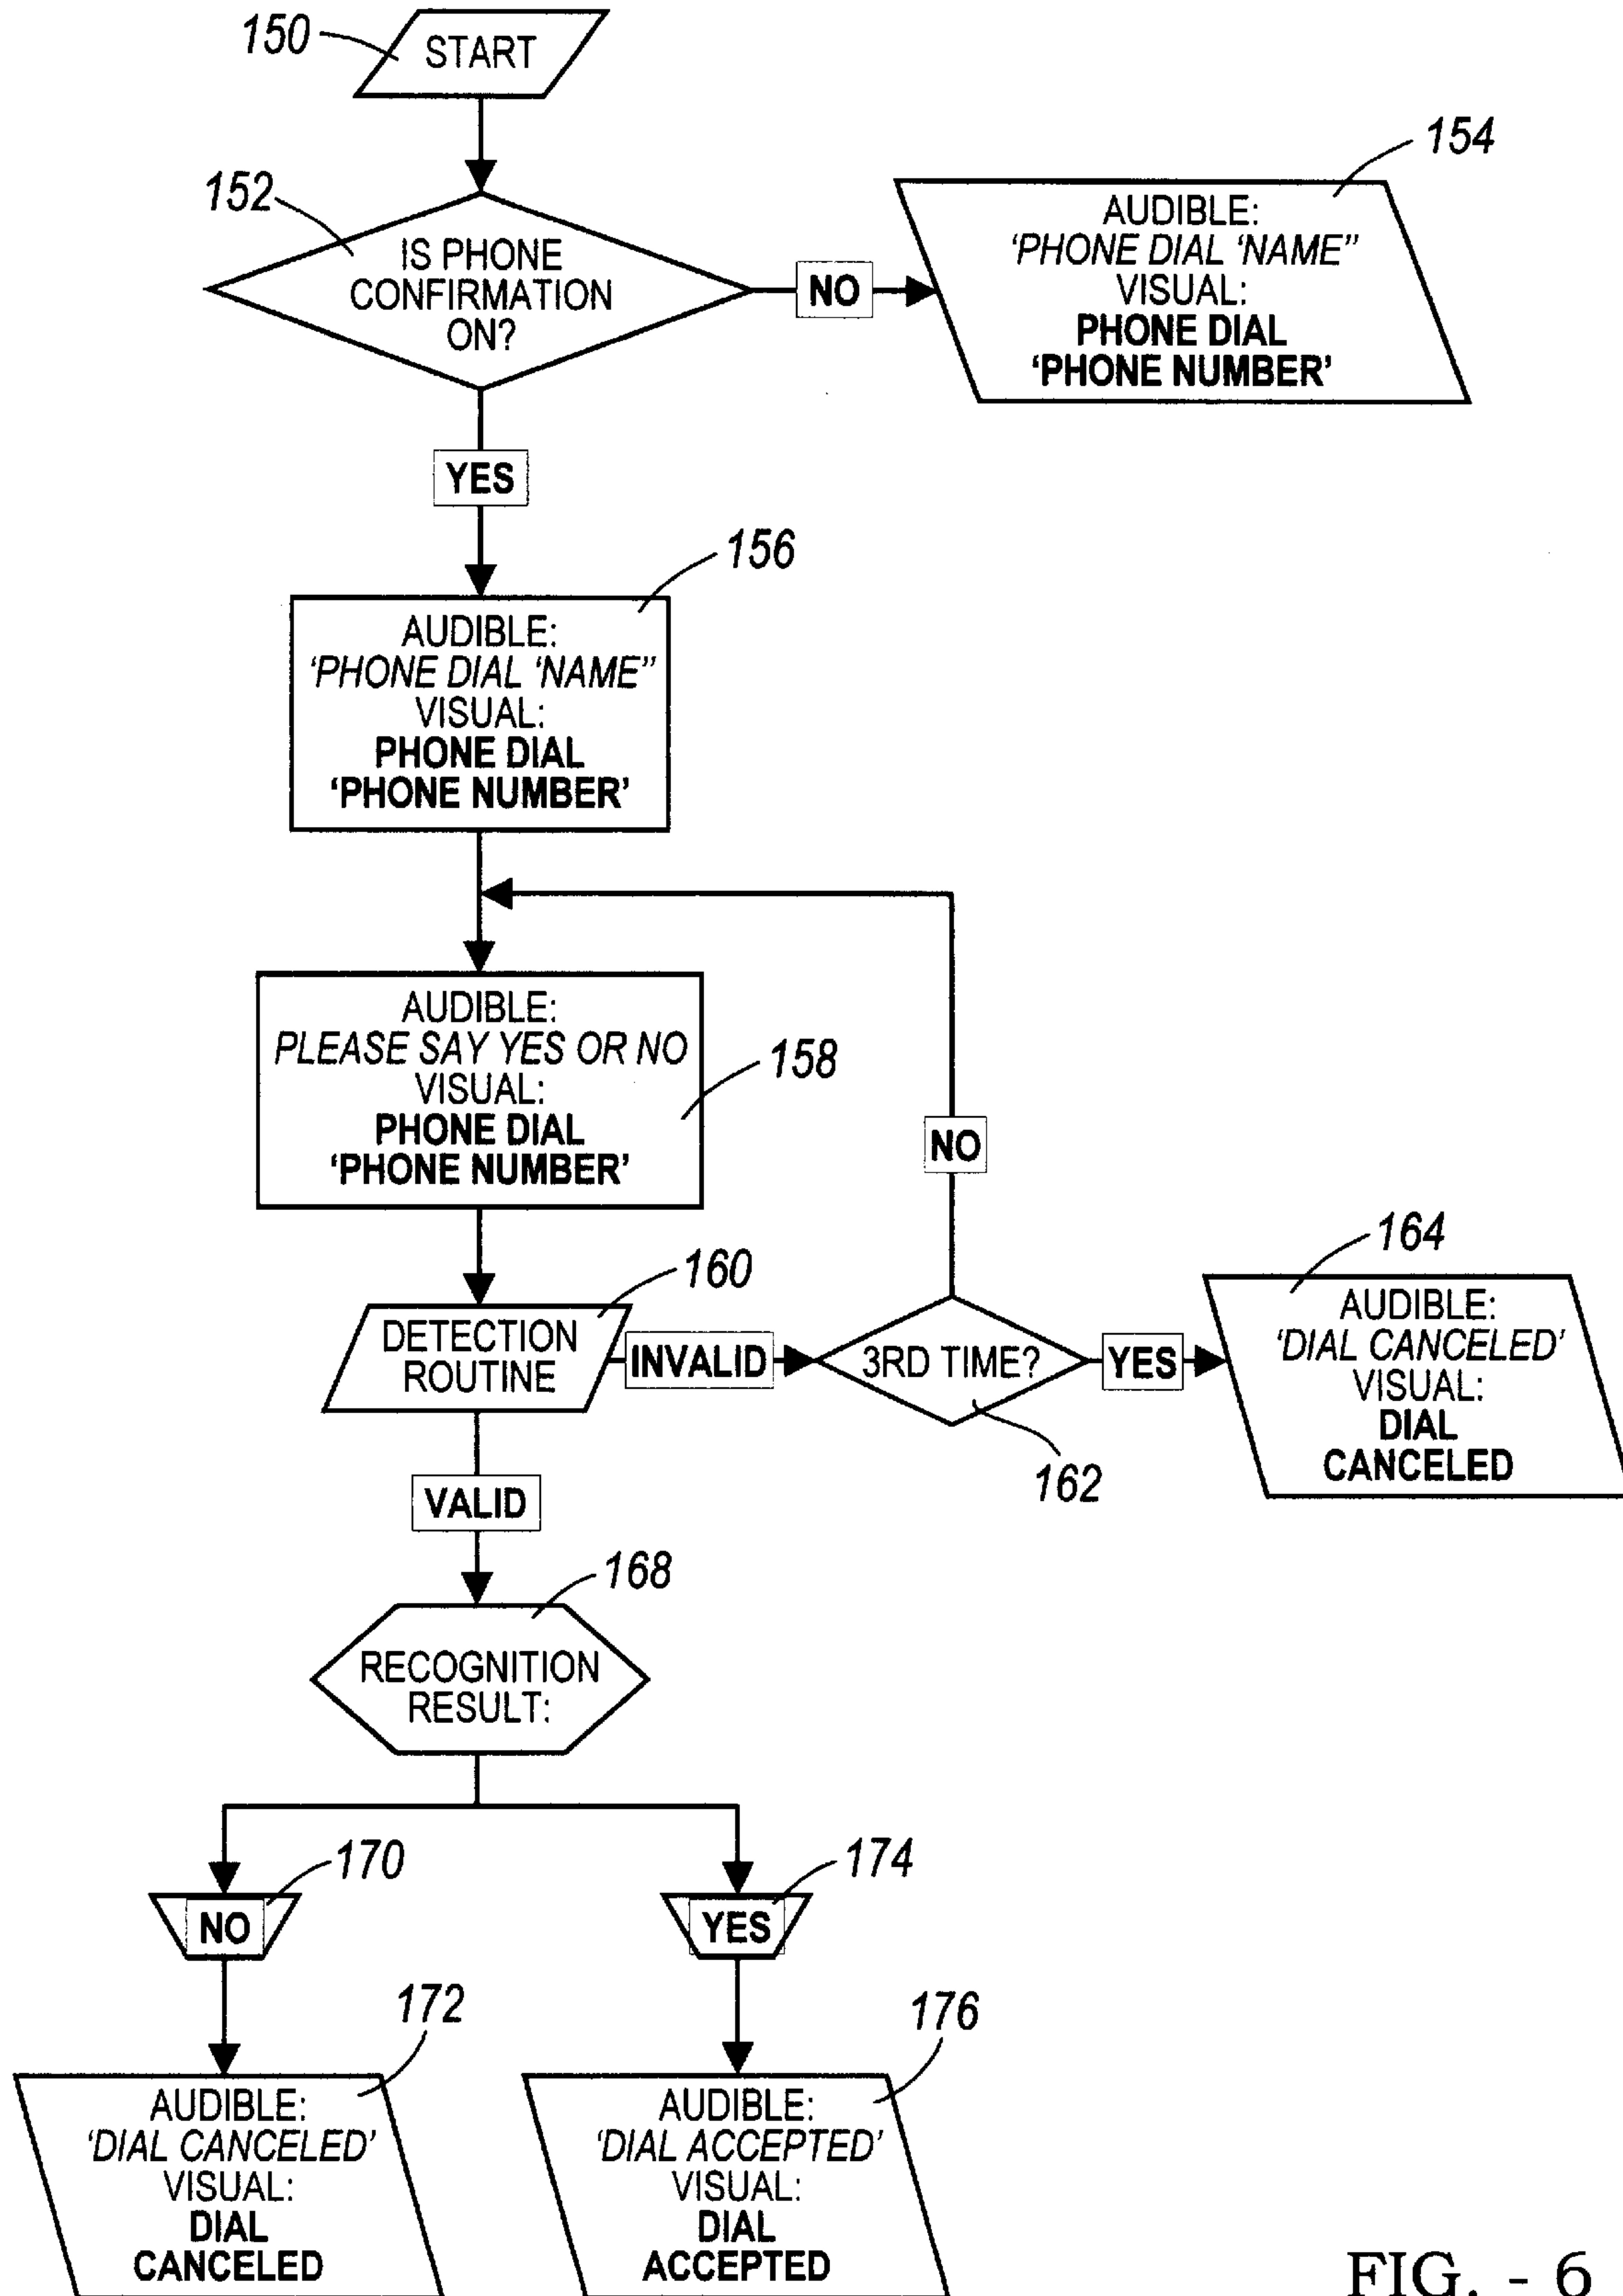 150
START
152
IS PHONE
CONFIRMATION
ON?
NO
154
AUDIBLE:
'PHONE DIAL 'NAME''
VISUAL:
PHONE DIAL
'PHONE NUMBER'
YES
156
AUDIBLE:
'PHONE DIAL 'NAME''
VISUAL:
PHONE DIAL
'PHONE NUMBER'
AUDIBLE:
PLEASE SAY YES OR NO
VISUAL:
PHONE DIAL
'PHONE NUMBER'
158
NO
160
DETECTION
ROUTINE
INVALID
3RD TIME?
162
YES
164
AUDIBLE:
'DIAL CANCELED'
VISUAL:
DIAL
CANCELED
VALID
168
RECOGNITION
RESULT:
170
NO
174
YES
172
AUDIBLE:
'DIAL CANCELED'
VISUAL:
DIAL
CANCELED
176
AUDIBLE:
'DIAL ACCEPTED'
VISUAL:
DIAL
ACCEPTED
FIG. - 6